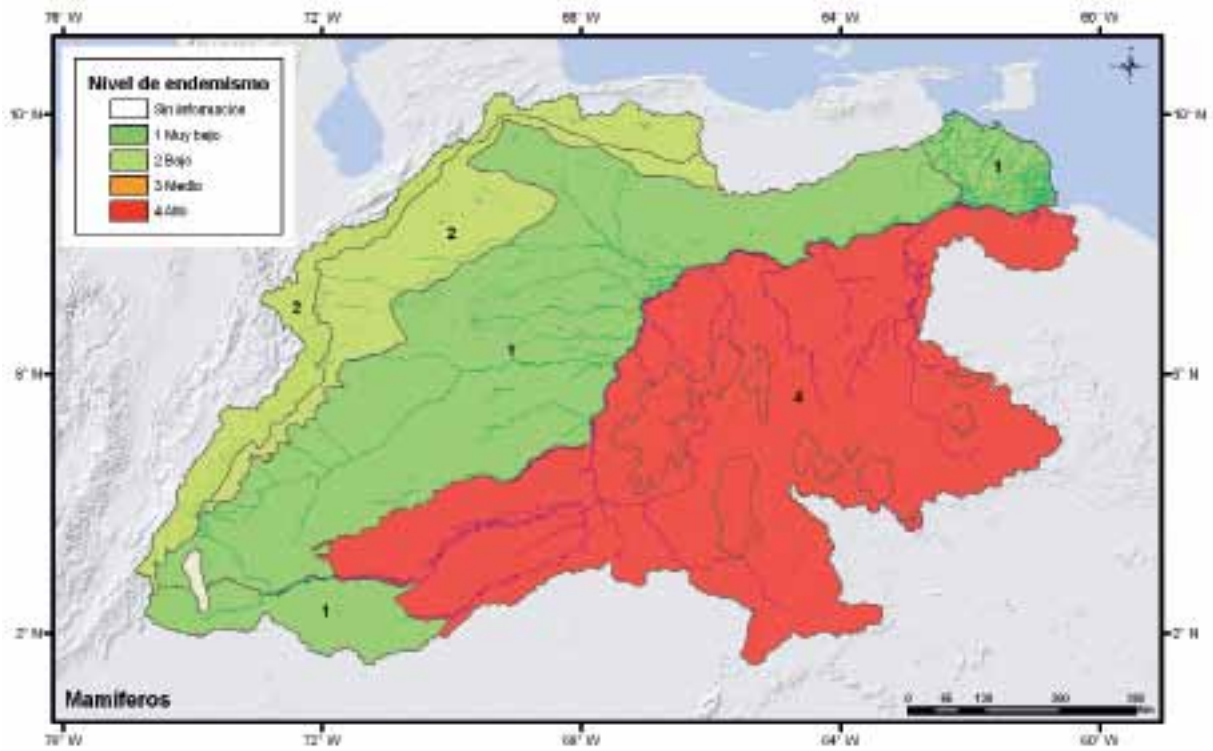 76° W 72° W 68° W 64° W 60° W
Nivel de endemismo
Sin información
1 Muy bajo
2 Bajo
3 Medio
4 Alto
10° N 10° N
1
2
2
6° N 6° N
1
4
1
2° N 2° N
Mamíferos
0
76° W 72° W 68° W 64° W 60° W